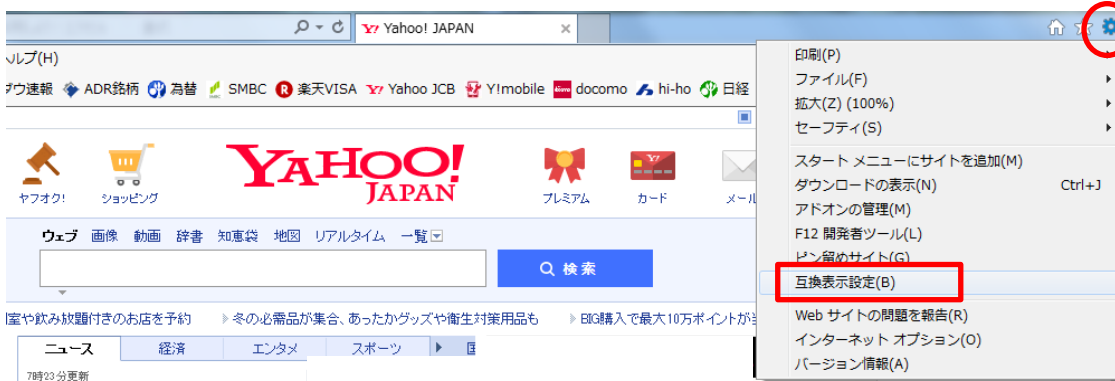 Yahoo! JAPAN
ヘルプ(H)
ダウ速報 ADR銘柄 為替 SMBC 楽天VISA Yahoo JCB Y!mobile docomo hi-ho 日経
YAHOO!
JAPAN
ヤフオク! ショッピング プレミアム カード メール
ウェブ 画像 動画 辞書 知恵袋 地図 リアルタイム 一覧
検索
室や飲み放題付きのお店を予約 冬の必需品が集合、あったかグッズや衛生対策用品も BIG購入で最大10万ポイントが
ニュース 経済 エンタメ スポーツ
7時23分更新
印刷(P)
ファイル(F)
拡大(Z) (100%)
セーフティ(S)
スタート メニューにサイトを追加(M)
ダウンロードの表示(N) Ctrl+J
アドオンの管理(M)
F12 開発者ツール(L)
ピン留めサイト(G)
互換表示設定(B)
Web サイトの問題を報告(R)
インターネット オプション(O)
バージョン情報(A)